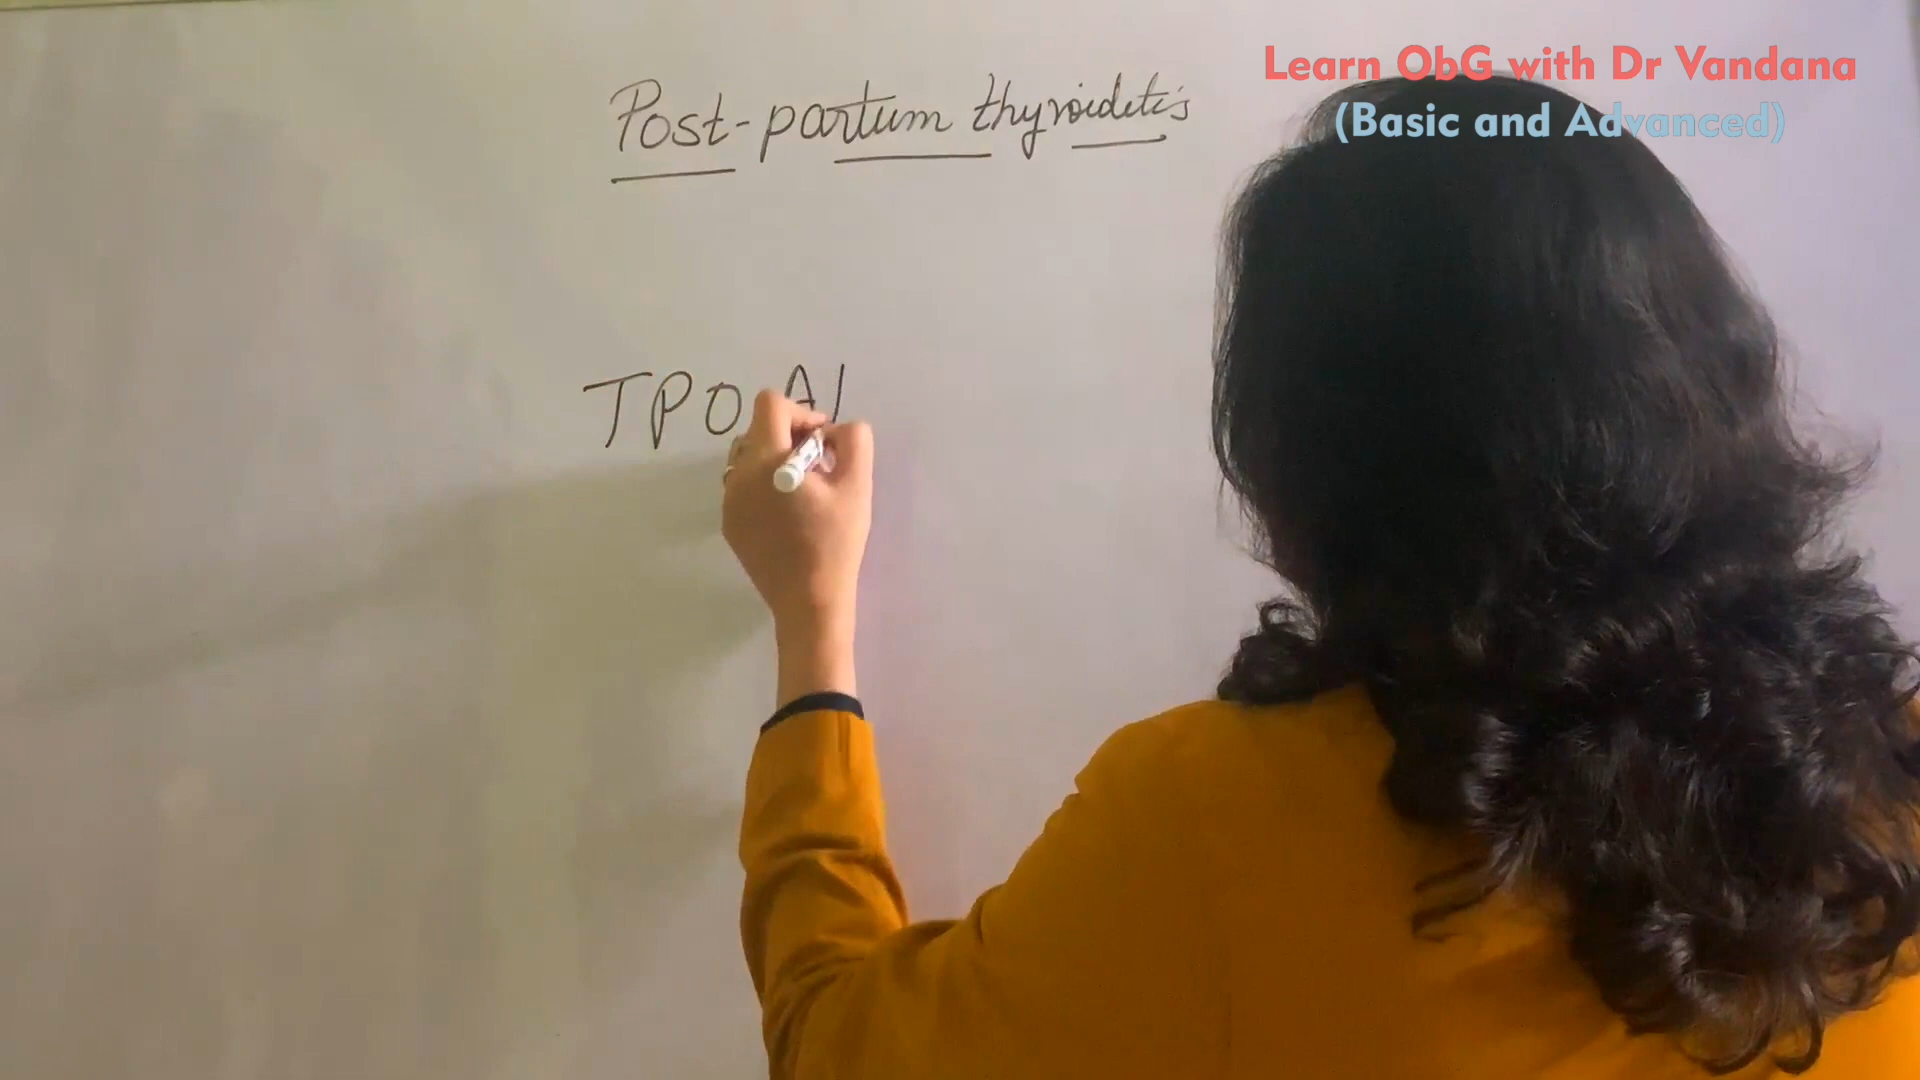 Learn ObG with Dr Vandana
(Basic and Advanced)
Post-partum thyroiditis
TPO